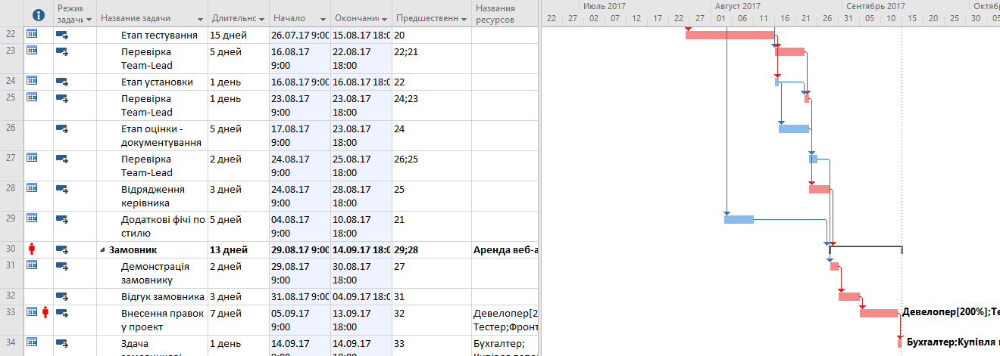 Режим задачи Название задачи Длительнс Начало Окончание Предшественн Названия ресурсов
Июль 2017 Август 2017 Сентябрь 2017 Октябр
22 27 02 07 12 17 22 27 01 06 11 16 21 26 31 05 10 15 20 25 30 05
22 Етап тестування 15 дней 26.07.17 9:00 15.08.17 18:0 20
23 Перевірка Team-Lead 5 дней 16.08.17 9:00 22.08.17 18:00 22;21
24 Етап установки 1 день 16.08.17 9:00 16.08.17 18:0 22
25 Перевірка Team-Lead 1 день 23.08.17 9:00 23.08.17 18:00 24;23
26 Етап оцінки - документування 5 дней 17.08.17 9:00 23.08.17 18:00 24
27 Перевірка Team-Lead 2 дней 24.08.17 9:00 25.08.17 18:00 26;25
28 Відрядження керівника 3 дней 24.08.17 9:00 28.08.17 18:00 25
29 Додаткові фічі по стилю 5 дней 04.08.17 9:00 10.08.17 18:00 21
30 Замовник 13 дней 29.08.17 9:00 14.09.17 18:0 29;28 Аренда веб-а
31 Демонстрація замовнику 2 дней 29.08.17 9:00 30.08.17 18:00 27
32 Відгук замовника 3 дней 31.08.17 9:00 04.09.17 18:0 31
33 Внесення правок у проект 7 дней 05.09.17 9:00 13.09.17 18:00 32 Девелопер[2 Тестер;Фронт
Девелопер[200%];Те
34 Здача 1 день 14.09.17 14.09.17 33 Бухгалтер;
Бухгалтер;Купівля